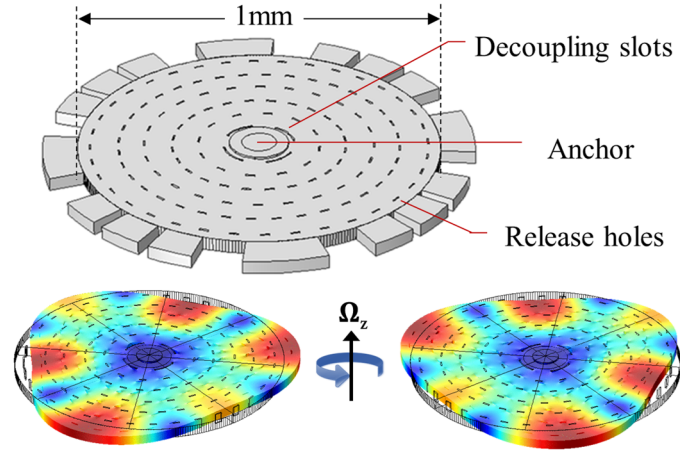 1mm
Decoupling slots
Anchor
Release holes
Ωz